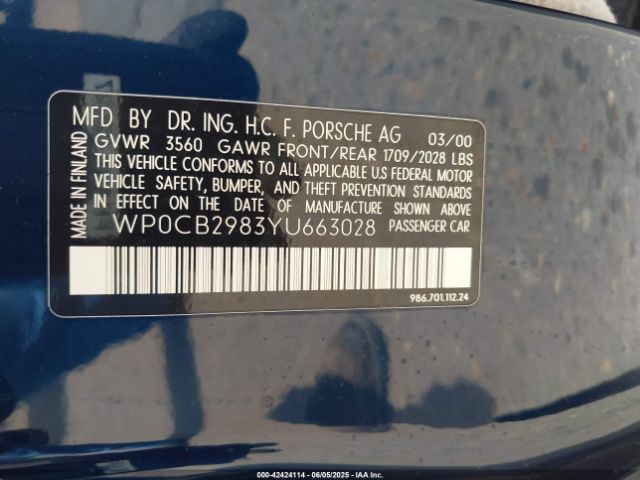 MFD BY DR. ING. H.C. F. PORSCHE AG 03/00
GVWR 3560 GAWR FRONT/REAR 1709/2028 LBS
THIS VEHICLE CONFORMS TO ALL APPLICABLE U.S FEDERAL MOTOR
VEHICLE SAFETY, BUMPER, AND THEFT PREVENTION STANDARDS
IN EFFECT ON THE DATE OF MANUFACTURE SHOWN ABOVE.
WP0CB2983YU663028 PASSENGER CAR
MADE IN FINLAND
986.701.112.24
000-42424114 | 06/05/2025 | IAA Inc.